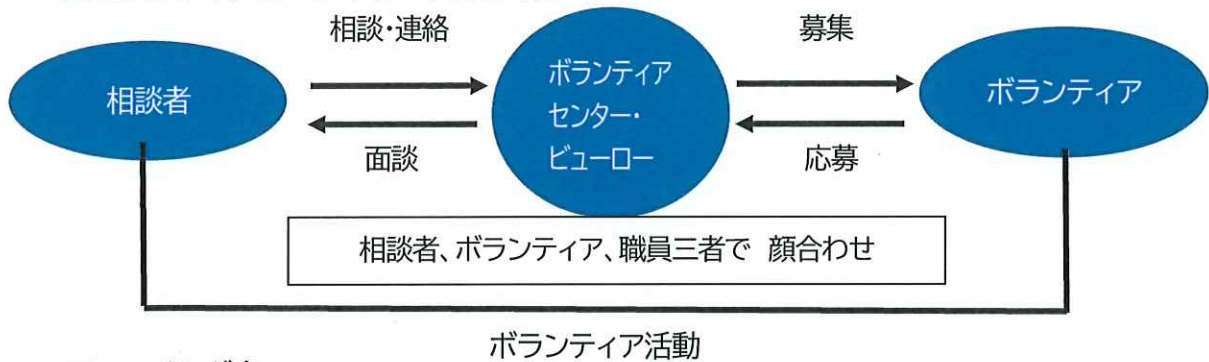 相談・連絡
募集
相談者
ボランティア
センター・
ビューロー
ボランティア
面談
応募
相談者、ボランティア、職員三者で 顔合わせ
ボランティア活動